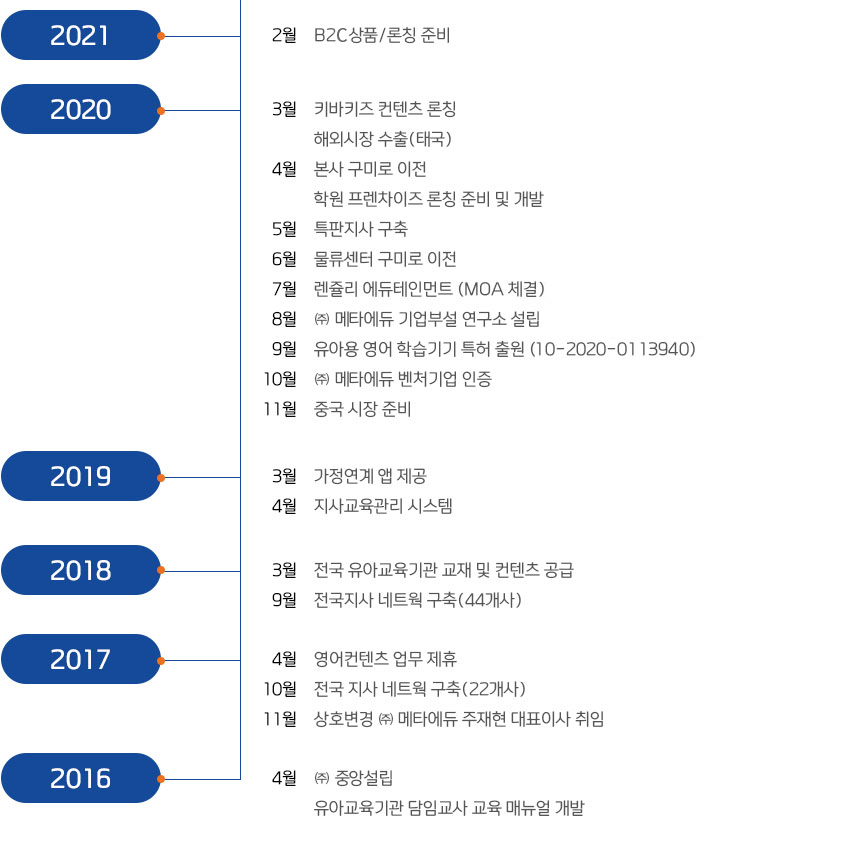 2021
2월 B2C상품/론칭 준비
2020
3월 키바키즈 컨텐츠 론칭
해외시장 수출(태국)
4월 본사 구미로 이전
학원 프렌차이즈 론칭 준비 및 개발
5월 특판지사 구축
6월 물류센터 구미로 이전
7월 렌쥴리 에듀테인먼트 (MOA 체결)
8월 ㈜ 메타에듀 기업부설 연구소 설립
9월 유아용 영어 학습기기 특허 출원 (10-2020-0113940)
10월 ㈜ 메타에듀 벤처기업 인증
11월 중국 시장 준비
2019
3월 가정연계 앱 제공
4월 지사교육관리 시스템
2018
3월 전국 유아교육기관 교재 및 컨텐츠 공급
9월 전국지사 네트웍 구축(44개사)
2017
4월 영어컨텐츠 업무 제휴
10월 전국 지사 네트웍 구축(22개사)
11월 상호변경 ㈜ 메타에듀 주재현 대표이사 취임
2016
4월 ㈜ 중앙설립
유아교육기관 담임교사 교육 매뉴얼 개발